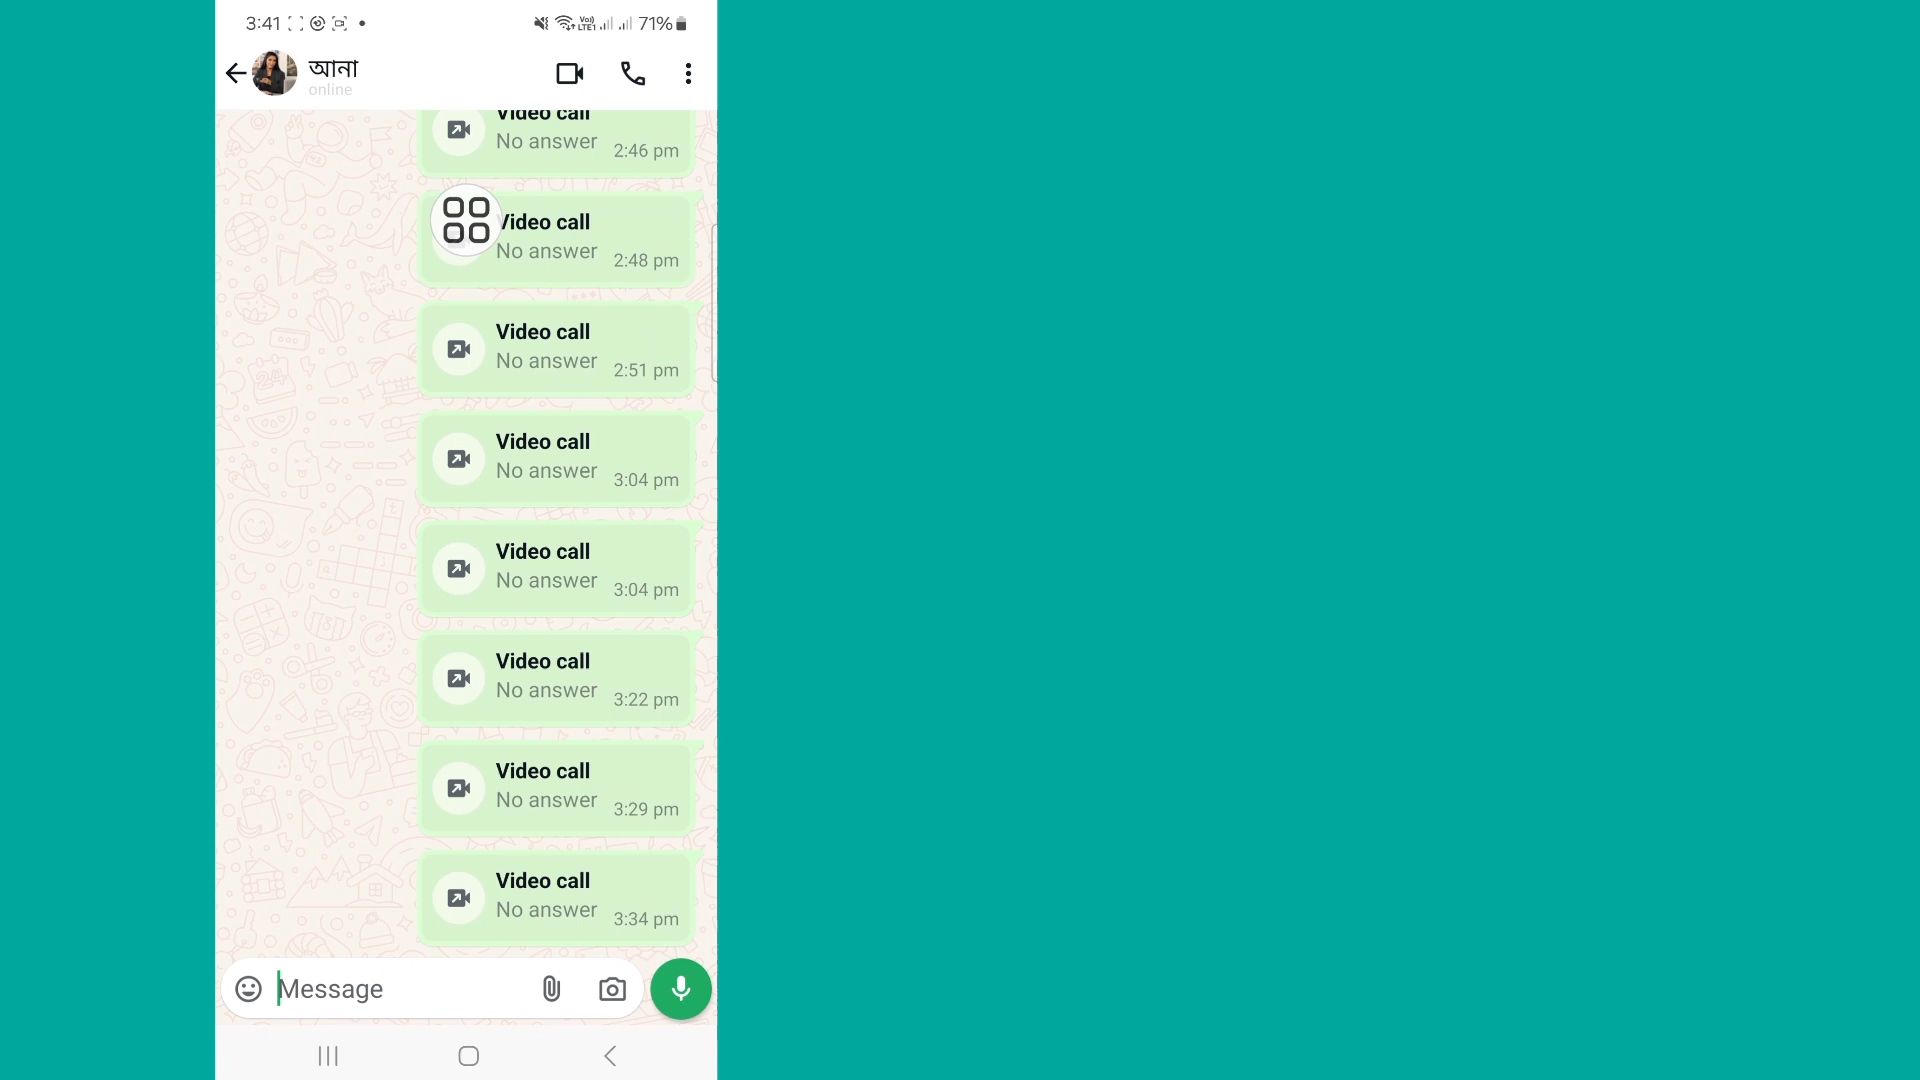 3:41
Vo)) LTE1 71%
আনা
online
Video call
No answer
2:46 pm
Video call
No answer
2:48 pm
Video call
No answer
2:51 pm
Video call
No answer
3:04 pm
Video call
No answer
3:04 pm
Video call
No answer
3:22 pm
Video call
No answer
3:29 pm
Video call
No answer
3:34 pm
Message